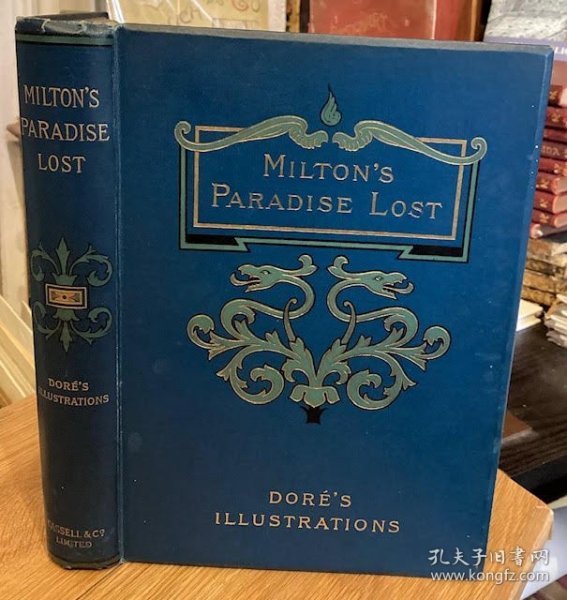 MILTON'S
PARADISE
LOST
DORÉ'S
ILLUSTRATIONS
CASSELL & Co
LIMITED
MILTON'S
PARADISE LOST
DORÉ'S
ILLUSTRATIONS
孔夫子旧书网
www.kongfz.com